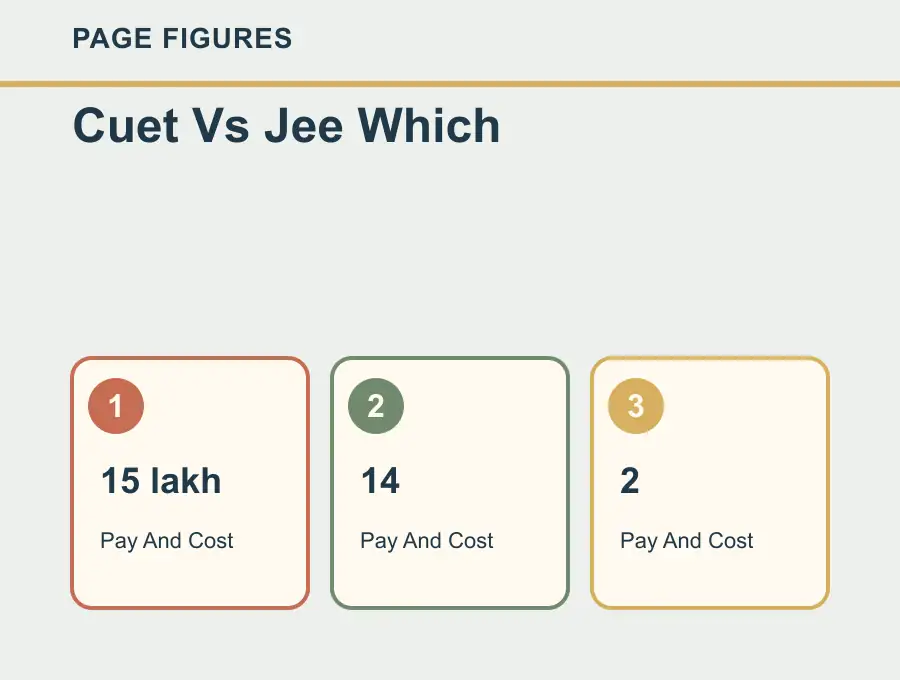 PAGE FIGURES
Cuet Vs Jee Which
1
15 lakh
Pay And Cost
2
14
Pay And Cost
3
2
Pay And Cost